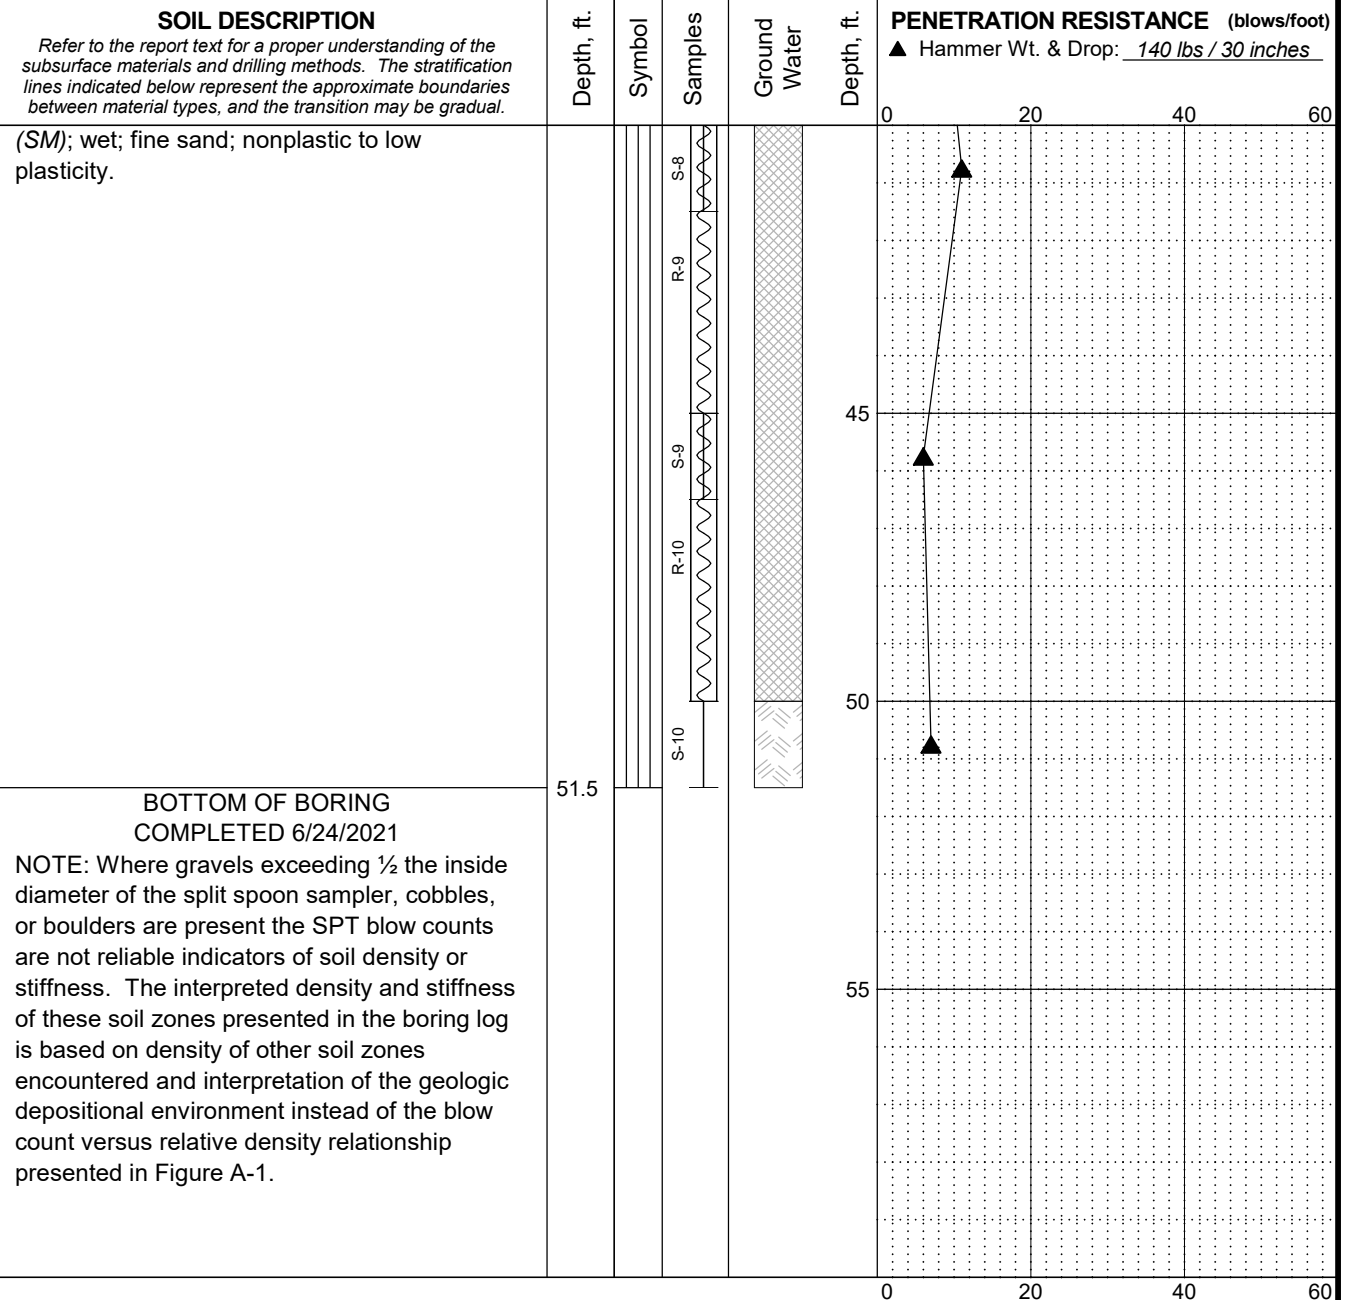 SOIL DESCRIPTION
Refer to the report text for a proper understanding of the
subsurface materials and drilling methods. The stratification
lines indicated below represent the approximate boundaries
between material types, and the transition may be gradual.
Depth, ft.
Symbol
Samples
Ground
Water
Depth, ft.
PENETRATION RESISTANCE (blows/foot)
▲ Hammer Wt. & Drop: 140 lbs / 30 inches
0 20 40 60
(SM); wet; fine sand; nonplastic to low
plasticity.
S-8
R-9
45
S-9
R-10
50
S-10
51.5
BOTTOM OF BORING
COMPLETED 6/24/2021
NOTE: Where gravels exceeding ½ the inside
diameter of the split spoon sampler, cobbles,
or boulders are present the SPT blow counts
are not reliable indicators of soil density or
stiffness. The interpreted density and stiffness
of these soil zones presented in the boring log
is based on density of other soil zones
encountered and interpretation of the geologic
depositional environment instead of the blow
count versus relative density relationship
presented in Figure A-1.
55
0 20 40 60